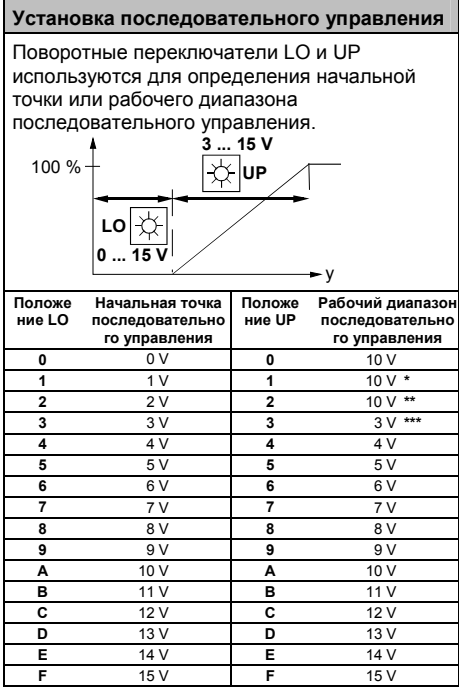 Установка последовательного управления
Поворотные переключатели LO и UP
используются для определения начальной
точки или рабочего диапазона
последовательного управления.
3 ... 15 V
100 %
UP
LO
0 ... 15 V
y
Положе Начальная точка Положе Рабочий диапазон
ние LO последовательно ние UP последовательно
го управления го управления
0 0 V 0 10 V
1 1 V 1 10 V *
2 2 V 2 10 V **
3 3 V 3 3 V ***
4 4 V 4 4 V
5 5 V 5 5 V
6 6 V 6 6 V
7 7 V 7 7 V
8 8 V 8 8 V
9 9 V 9 9 V
A 10 V A 10 V
B 11 V B 11 V
C 12 V C 12 V
D 13 V D 13 V
E 14 V E 14 V
F 15 V F 15 V